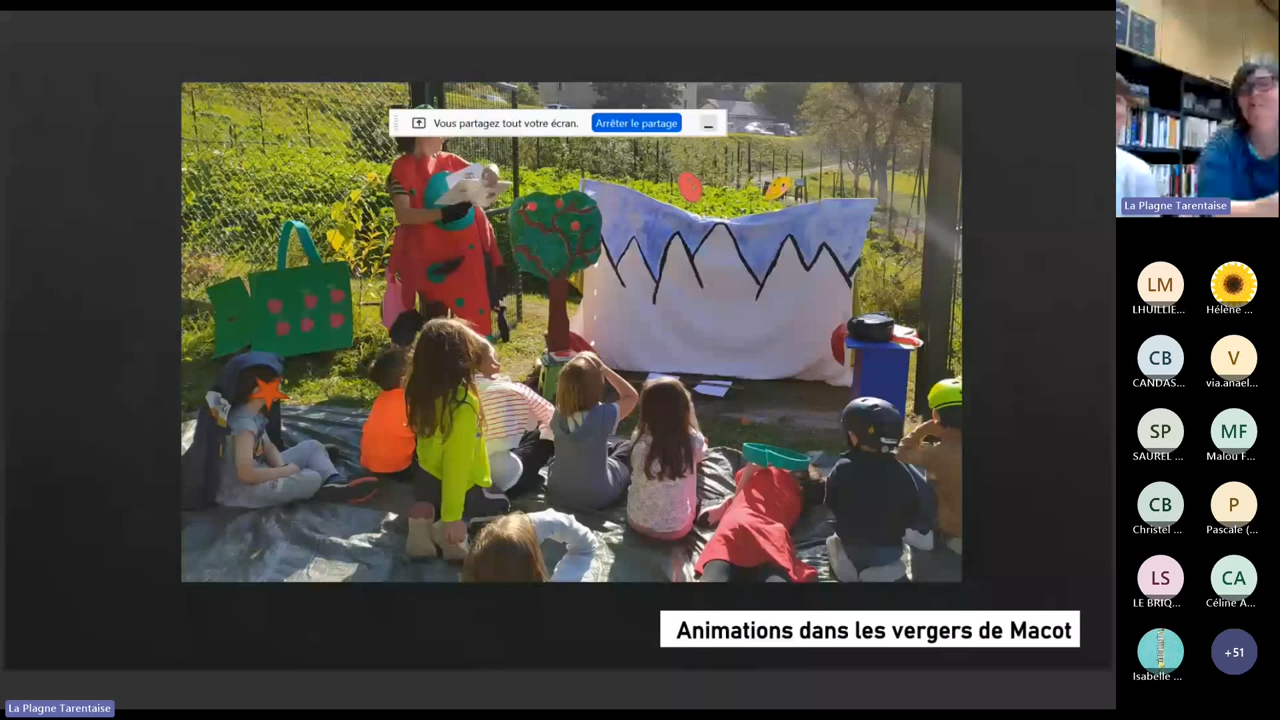 Vous partagez tout votre écran.
Arrêter le partage
La Plagne Tarentaise
LM
LHUILLIE...
Hélène ...
CB
CANDAS...
V
via.anael...
SP
SAUREL ...
MF
Malou F...
CB
Christel ...
P
Pascale (...
LS
LE BRIQ...
CA
Céline A...
Isabelle ...
+51
Animations dans les vergers de Macot
La Plagne Tarentaise